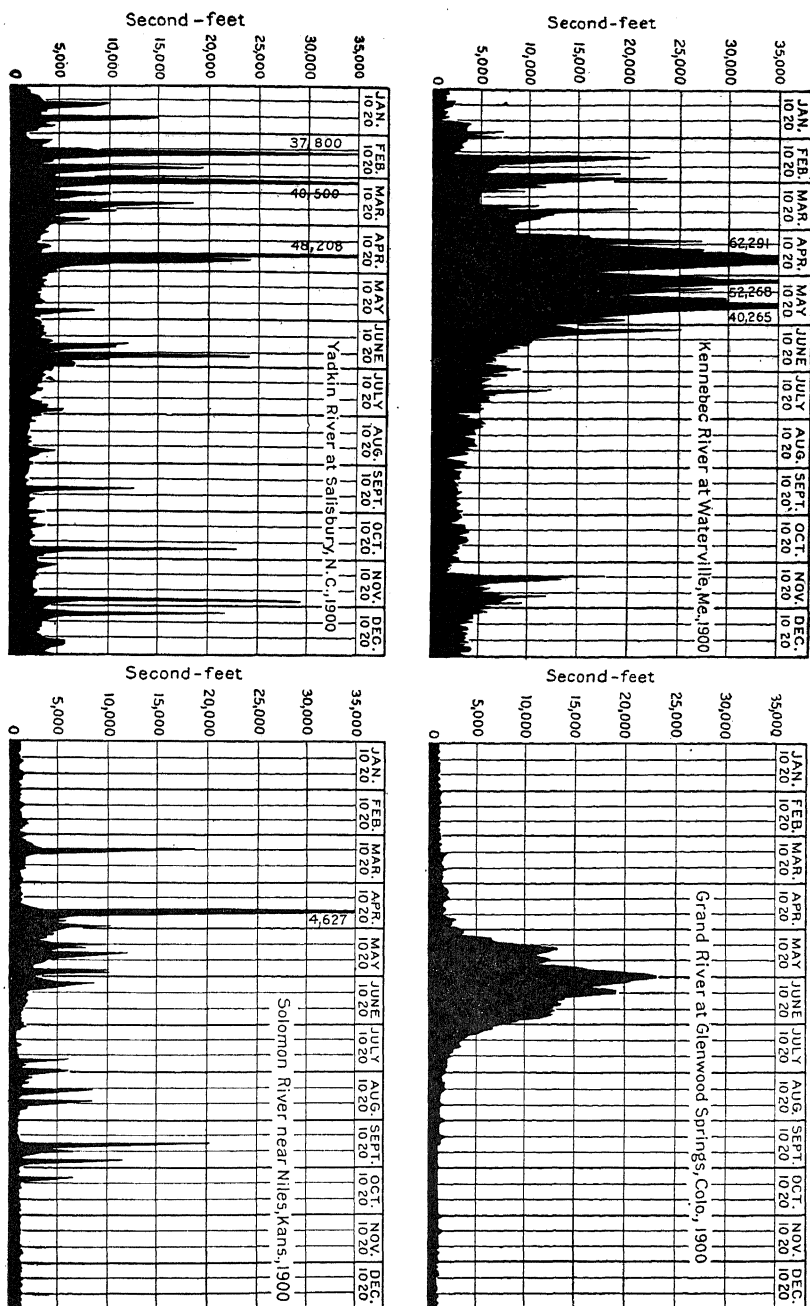 Second-feet
35,000
30,000
25,000
20,000
15,000
10,000
5,000
0
JAN. FEB. MAR. APR. MAY JUNE JULY AUG. SEPT. OCT. NOV. DEC.
10 20 10 20 10 20 10 20 10 20 10 20 10 20 10 20 10 20 10 20 10 20 10 20
62,291
52,268
40,265
Kennebec River at Waterville, Me., 1900
Second-feet
35,000
30,000
25,000
20,000
15,000
10,000
5,000
0
JAN. FEB. MAR. APR. MAY JUNE JULY AUG. SEPT. OCT. NOV. DEC.
10 20 10 20 10 20 10 20 10 20 10 20 10 20 10 20 10 20 10 20 10 20 10 20
Grand River at Glenwood Springs, Colo., 1900
Second-feet
35,000
30,000
25,000
20,000
15,000
10,000
5,000
0
JAN. FEB. MAR. APR. MAY JUNE JULY AUG. SEPT. OCT. NOV. DEC.
10 20 10 20 10 20 10 20 10 20 10 20 10 20 10 20 10 20 10 20 10 20 10 20
37,800
48,208
Yadkin River at Salisbury, N.C., 1900
Second-feet
35,000
30,000
25,000
20,000
15,000
10,000
5,000
0
JAN. FEB. MAR. APR. MAY JUNE JULY AUG. SEPT. OCT. NOV. DEC.
10 20 10 20 10 20 10 20 10 20 10 20 10 20 10 20 10 20 10 20 10 20 10 20
4,627
Solomon River near Niles, Kans., 1900